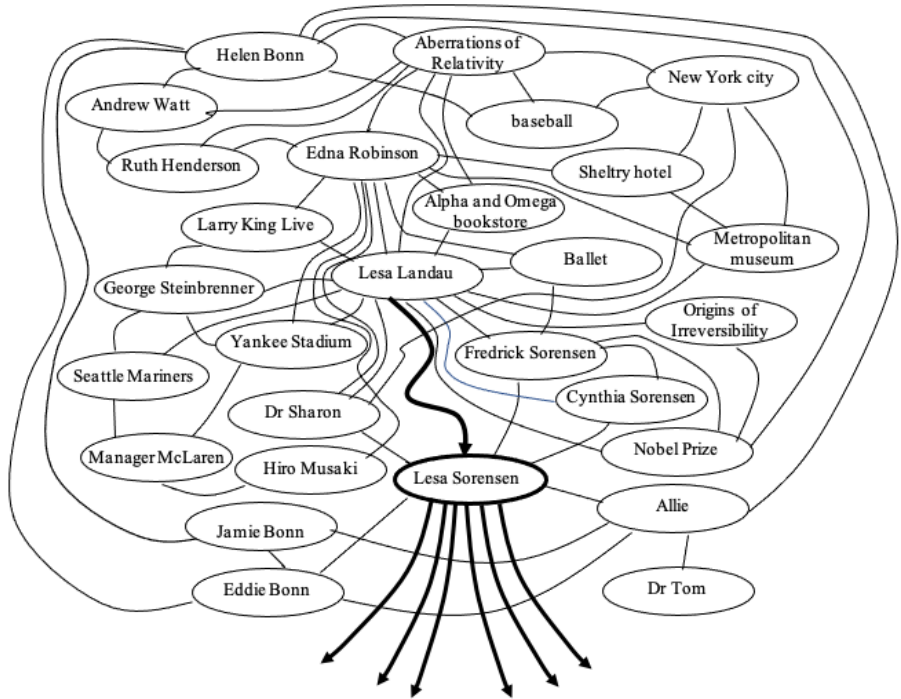 Helen Bonn
Aberrations of
Relativity
New York city
Andrew Watt
baseball
Ruth Henderson
Edna Robinson
Sheltry hotel
Larry King Live
Alpha and Omega
bookstore
Metropolitan
museum
George Steinbrenner
Lesa Landau
Ballet
Origins of
Irreversibility
Yankee Stadium
Fredrick Sorensen
Seattle Mariners
Cynthia Sorensen
Dr Sharon
Nobel Prize
Manager McLaren
Hiro Musaki
Lesa Sorensen
Allie
Jamie Bonn
Eddie Bonn
Dr Tom